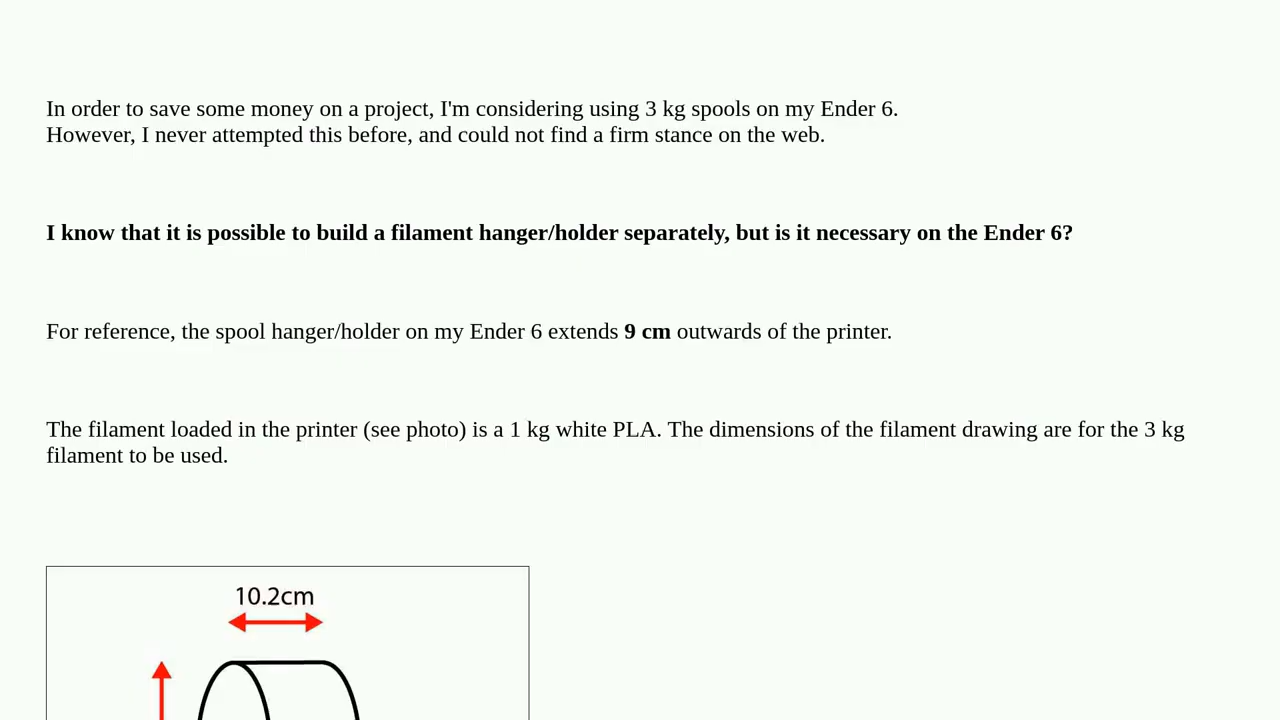 In order to save some money on a project, I'm considering using 3 kg spools on my Ender 6.
However, I never attempted this before, and could not find a firm stance on the web.
I know that it is possible to build a filament hanger/holder separately, but is it necessary on the Ender 6?
For reference, the spool hanger/holder on my Ender 6 extends 9 cm outwards of the printer.
The filament loaded in the printer (see photo) is a 1 kg white PLA. The dimensions of the filament drawing are for the 3 kg
filament to be used.
10.2cm